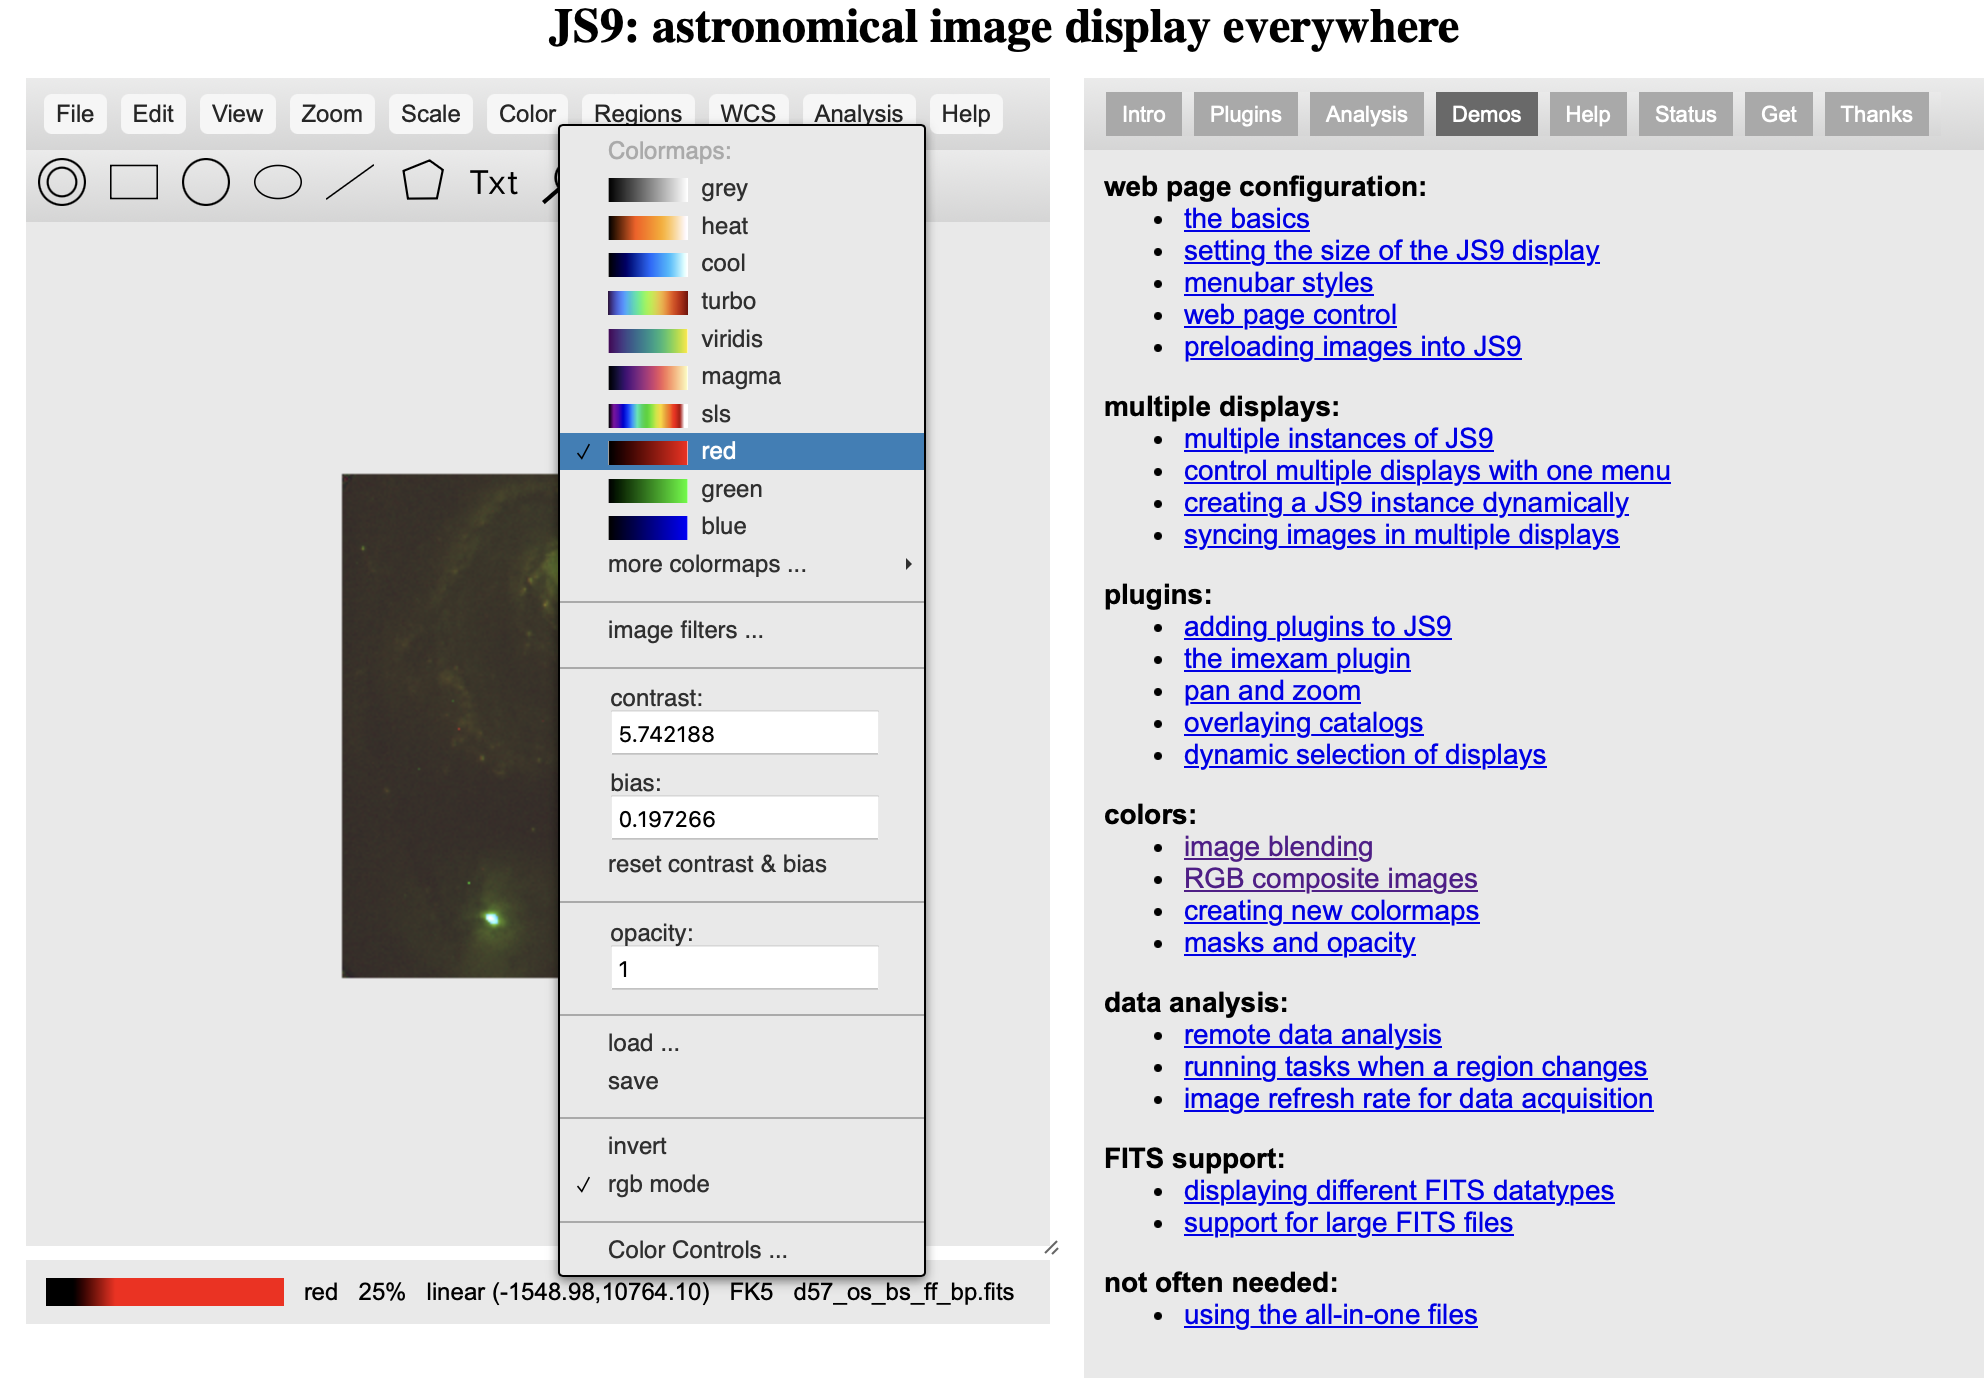 JS9: astronomical image display everywhere
File Edit View Zoom Scale Color Regions WCS Analysis Help
Txt
Colormaps:
grey
heat
cool
turbo
viridis
magma
sls
✓ red
green
blue
more colormaps ...
image filters ...
contrast:
5.742188
bias:
0.197266
reset contrast & bias
opacity:
1
load ...
save
invert
✓ rgb mode
Color Controls ...
red 25% linear (-1548.98,10764.10) FK5 d57_os_bs_ff_bp.fits
Intro Plugins Analysis Demos Help Status Get Thanks
web page configuration:
• the basics
• setting the size of the JS9 display
• menubar styles
• web page control
• preloading images into JS9
multiple displays:
• multiple instances of JS9
• control multiple displays with one menu
• creating a JS9 instance dynamically
• syncing images in multiple displays
plugins:
• adding plugins to JS9
• the imexam plugin
• pan and zoom
• overlaying catalogs
• dynamic selection of displays
colors:
• image blending
• RGB composite images
• creating new colormaps
• masks and opacity
data analysis:
• remote data analysis
• running tasks when a region changes
• image refresh rate for data acquisition
FITS support:
• displaying different FITS datatypes
• support for large FITS files
not often needed:
• using the all-in-one files